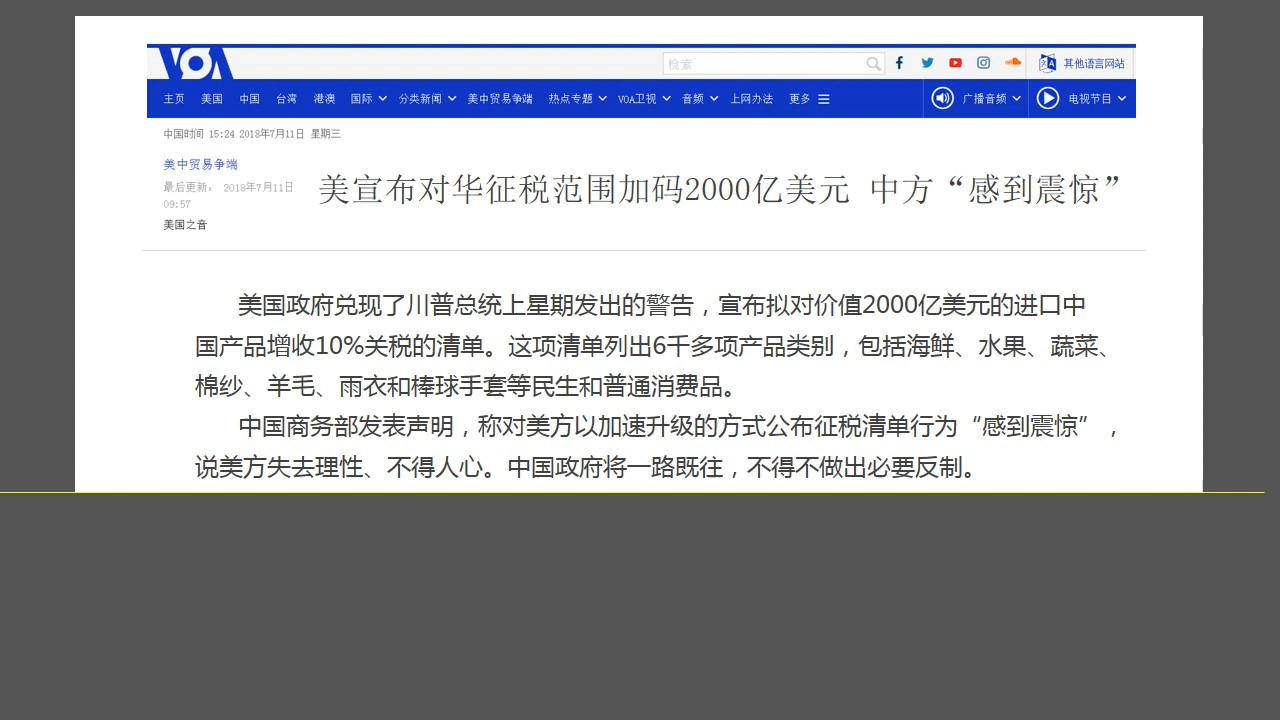 VOA
检索
其他语言网站
主页 美国 中国 台湾 港澳 国际 分类新闻 美中贸易争端 热点专题 VOA卫视 音频 上网办法 更多 广播音频 电视节目
中国时间 15:24 2018年7月11日 星期三
美中贸易争端
最后更新： 2018年7月11日
09:57
美国之音
美宣布对华征税范围加码2000亿美元 中方“感到震惊”
美国政府兑现了川普总统上星期发出的警告，宣布拟对价值2000亿美元的进口中
国产品增收10%关税的清单。这项清单列出6千多项产品类别，包括海鲜、水果、蔬菜、
棉纱、羊毛、雨衣和棒球手套等民生和普通消费品。
中国商务部发表声明，称对美方以加速升级的方式公布征税清单行为“感到震惊”，
说美方失去理性、不得人心。中国政府将一路既往，不得不做出必要反制。